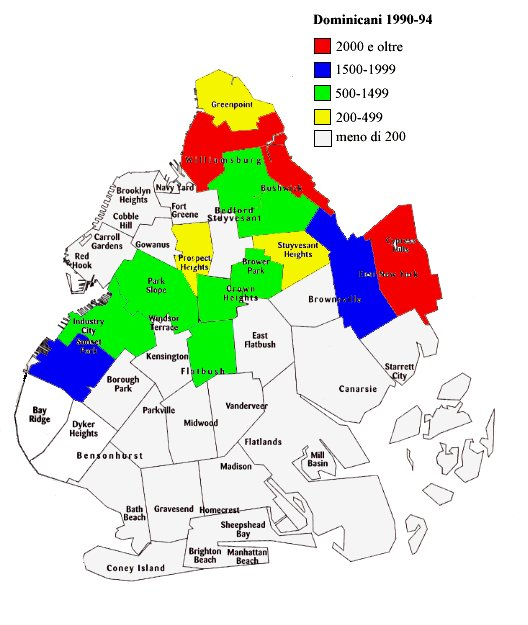 Dominicani 1990-94
2000 e oltre
1500-1999
500-1499
200-499
meno di 200
Greenpoint
Williamsburg
Bushwick
Navy Yard
Brooklyn
Heights
Fort
Greene
Bedford
Stuyvesant
Cobble
Hill
Carroll
Gardens
Gowanus
Red
Hook
Prospect
Heights
Stuyvesant
Heights
Cypress
Hills
East New York
Brower
Park
Park
Slope
Crown
Heights
Brownsville
Industry
City
Windsor
Terrace
Sunset
Park
East
Flatbush
Kensington
Flatbush
Starrett
City
Borough
Park
Canarsie
Bay
Ridge
Parkville
Vanderveer
Dyker
Heights
Midwood
Flatlands
Bensonhurst
Mill
Basin
Madison
Bath
Beach
Gravesend
Homecrest
Sheepshead
Bay
Brighton
Beach
Manhattan
Beach
Coney Island